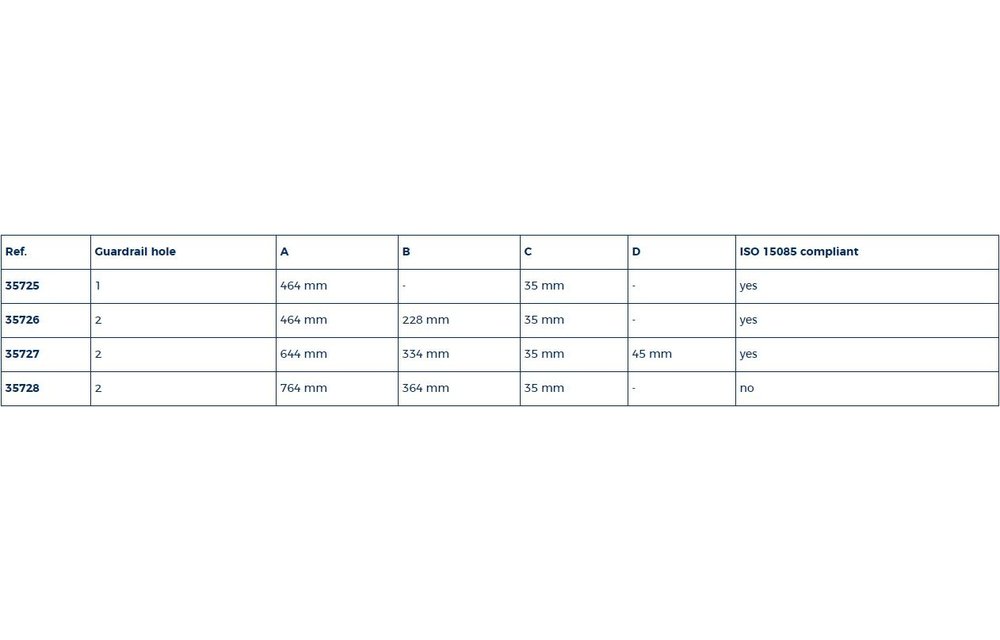 Ref. Guardrail hole A B C D ISO 15085 compliant
35725 1 464 mm - 35 mm - yes
35726 2 464 mm 228 mm 35 mm - yes
35727 2 644 mm 334 mm 35 mm 45 mm yes
35728 2 764 mm 364 mm 35 mm - no